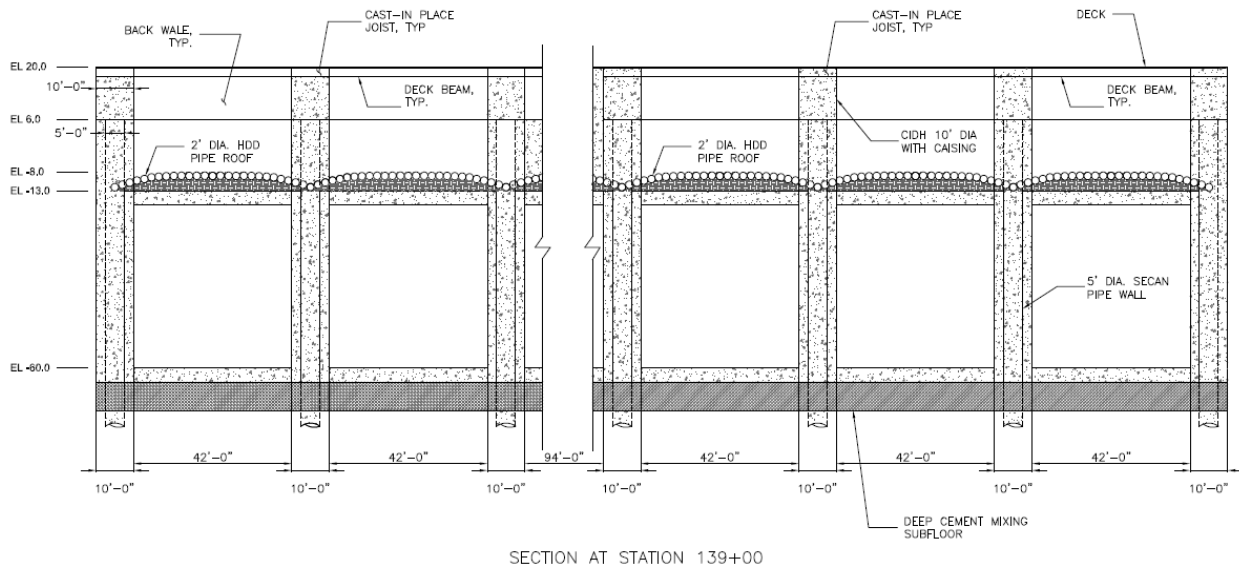 CAST-IN PLACE
JOIST, TYP
CAST-IN PLACE
JOIST, TYP
DECK
BACK WALE,
TYP.
EL 20.0
10'-0"
DECK BEAM,
TYP.
DECK BEAM,
TYP.
EL 6.0
5'-0"
CIDH 10' DIA
WITH CAISING
2' DIA. HDD
PIPE ROOF
2' DIA. HDD
PIPE ROOF
EL -8.0
EL -13.0
5' DIA. SECAN
PIPE WALL
EL -60.0
42'-0"
42'-0"
94'-0"
42'-0"
42'-0"
42'-0"
10'-0"
10'-0"
10'-0"
10'-0"
10'-0"
10'-0"
10'-0"
DEEP CEMENT MIXING
SUBFLOOR
SECTION AT STATION 139+00